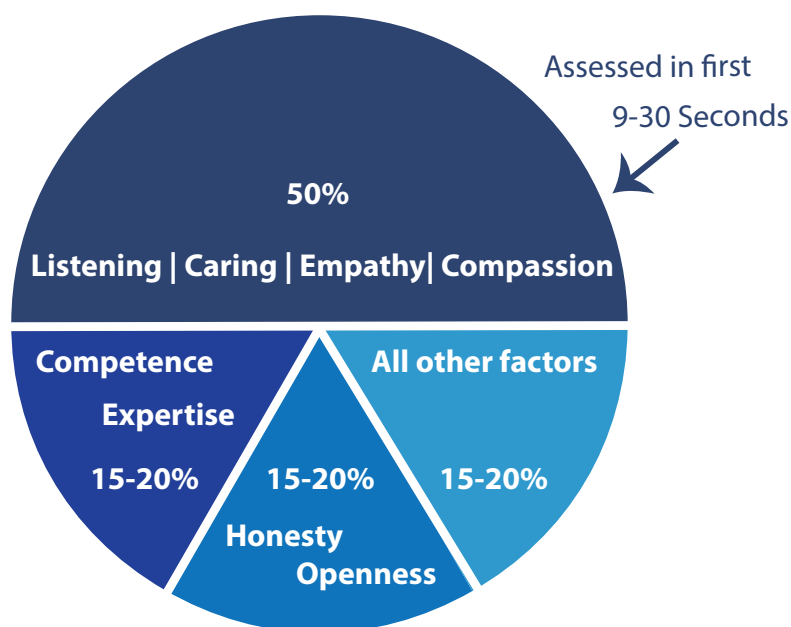 Assessed in first
9-30 Seconds
50%
Listening | Caring | Empathy| Compassion
Competence
Expertise
15-20%
15-20%
Honesty
Openness
All other factors
15-20%